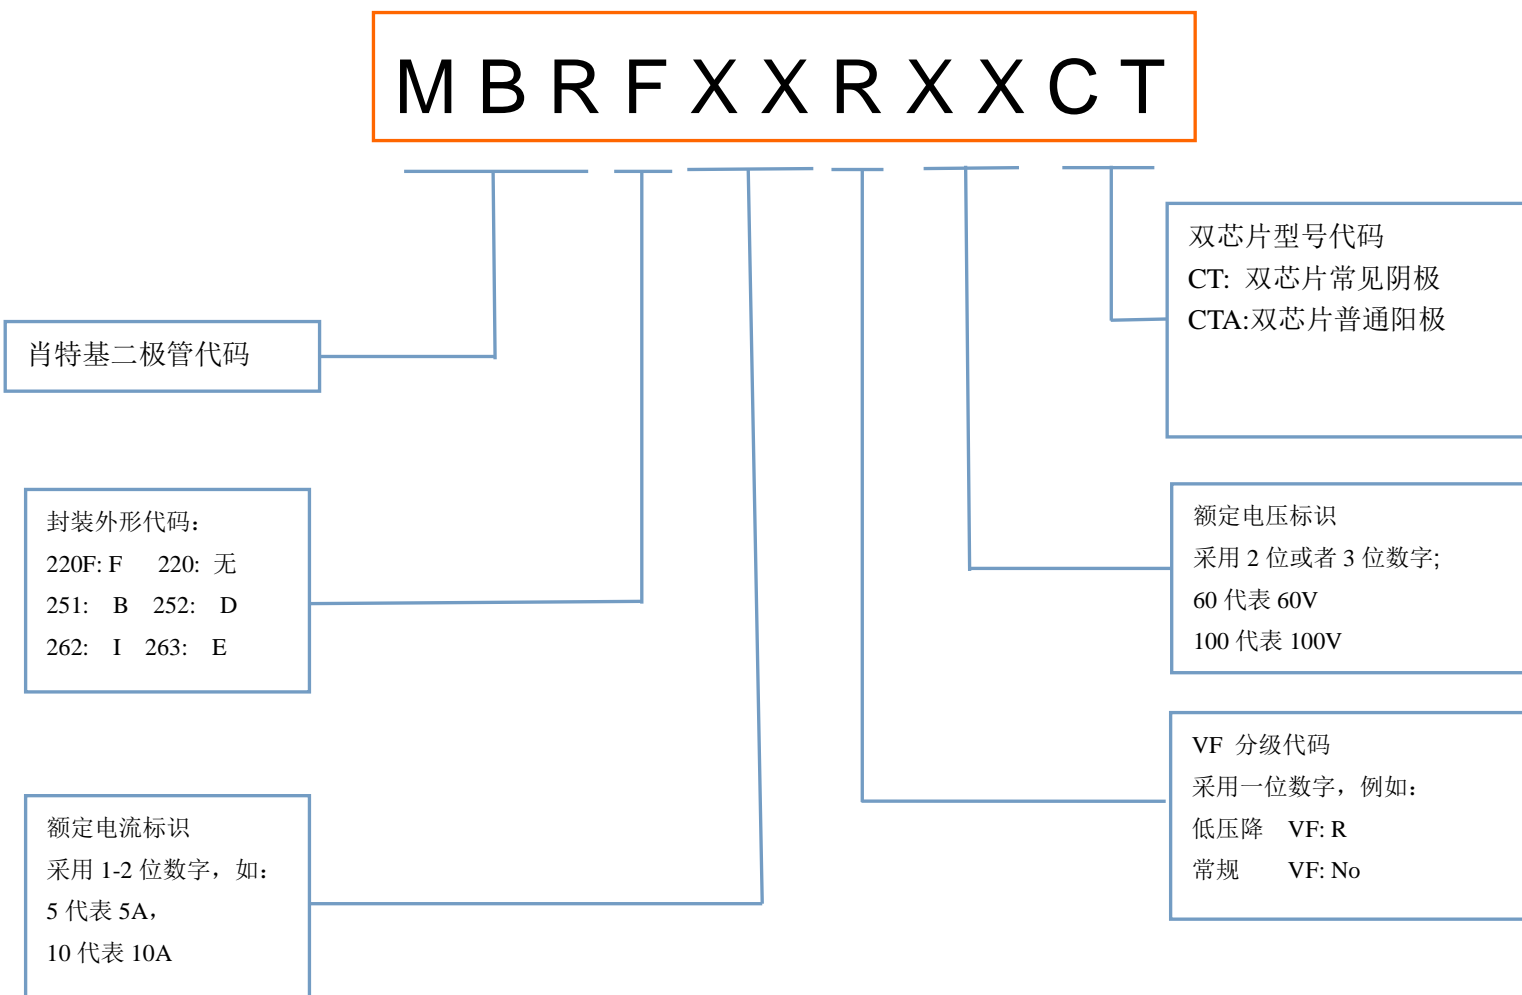 MBRFXXRXXCT
双芯片型号代码
CT: 双芯片常见阴极
CTA:双芯片普通阳极
肖特基二极管代码
封装外形代码：
220F: F 220: 无
251: B 252: D
262: I 263: E
额定电压标识
采用 2 位或者 3 位数字;
60 代表 60V
100 代表 100V
VF 分级代码
采用一位数字，例如：
低压降 VF: R
常规 VF: No
额定电流标识
采用 1-2 位数字，如：
5 代表 5A，
10 代表 10A